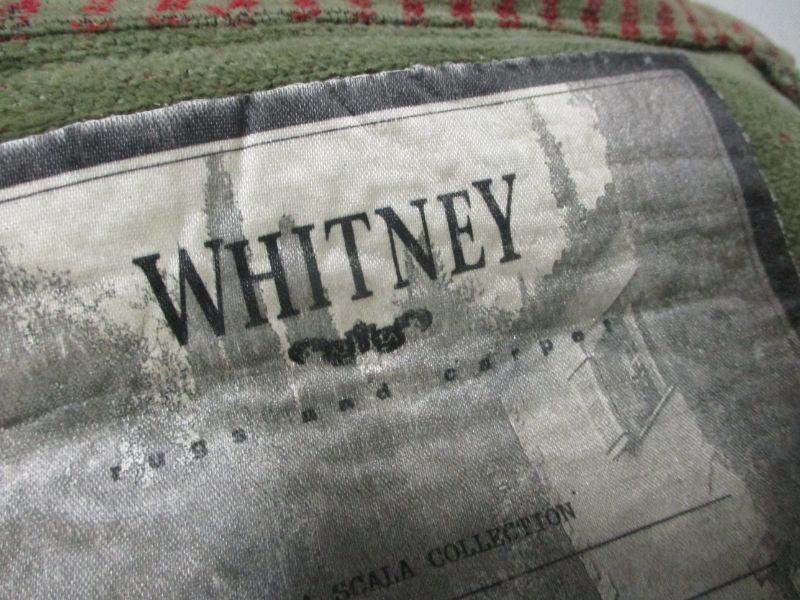 WHITNEY
rugs and carpet
A SCALA COLLECTION